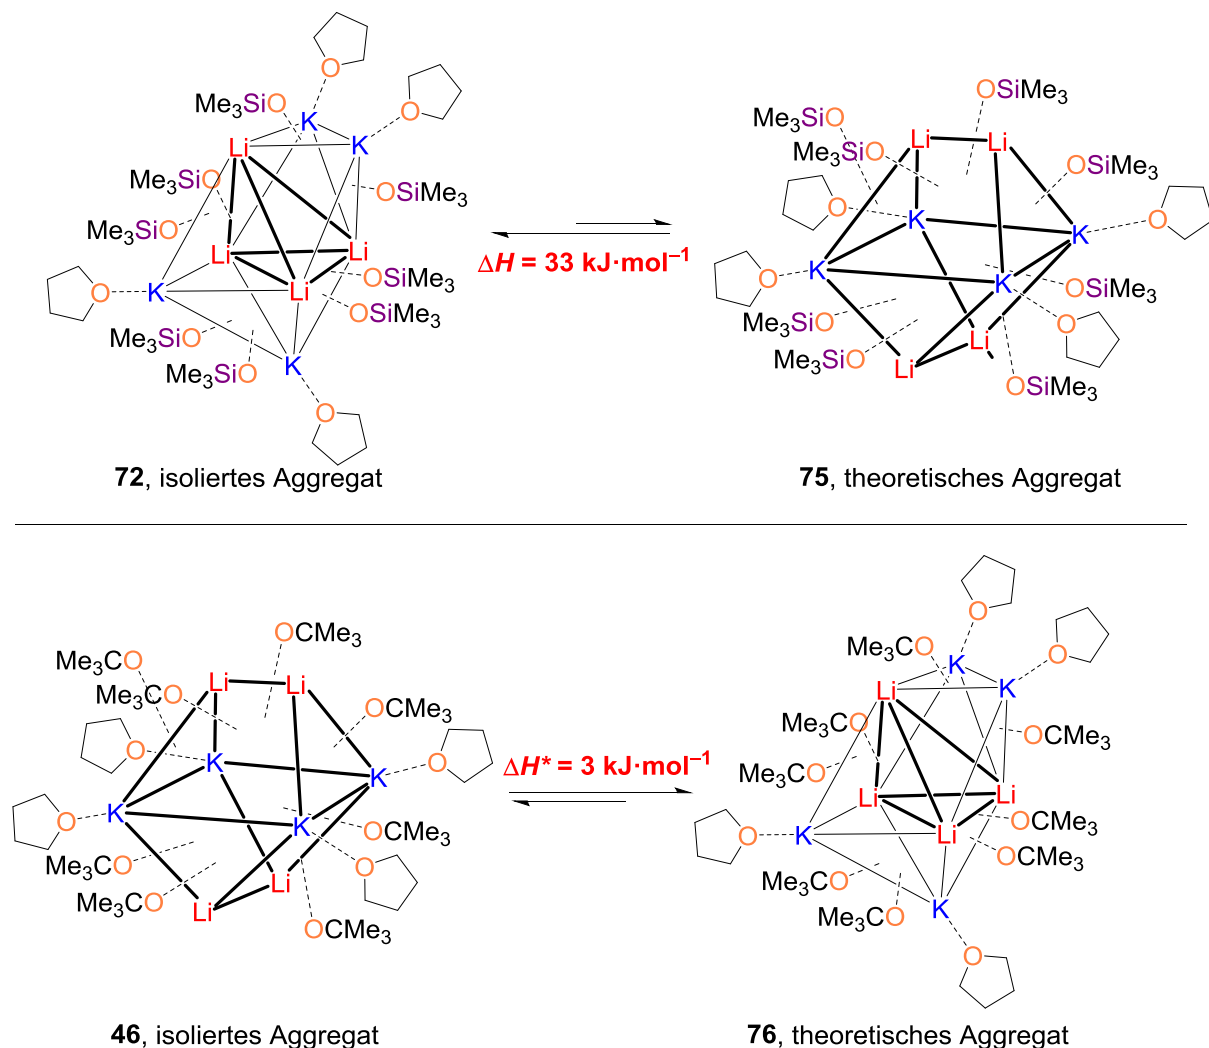 O
Me3SiO
O
K
Li
K
Me3SiO
OSiMe3
Me3SiO
Li
Li
OSiMe3
O
K
Li
OSiMe3
Me3SiO
Me3SiO
K
O
72, isoliertes Aggregat
ΔH = 33 kJ·mol–1
OSiMe3
Me3SiO
Li
Li
Me3SiO
OSiMe3
O
K
O
K
O
K
K
OSiMe3
Me3SiO
O
Me3SiO
Li
Li
OSiMe3
75, theoretisches Aggregat
OCMe3
Me3CO
Li
Li
Me3CO
OCMe3
O
K
O
K
O
K
K
OCMe3
Me3CO
O
Me3CO
Li
Li
OCMe3
46, isoliertes Aggregat
ΔH* = 3 kJ·mol–1
O
Me3CO
O
K
Li
K
Me3CO
OCMe3
Me3CO
Li
Li
OCMe3
O
K
Li
OCMe3
Me3CO
Me3CO
K
O
76, theoretisches Aggregat